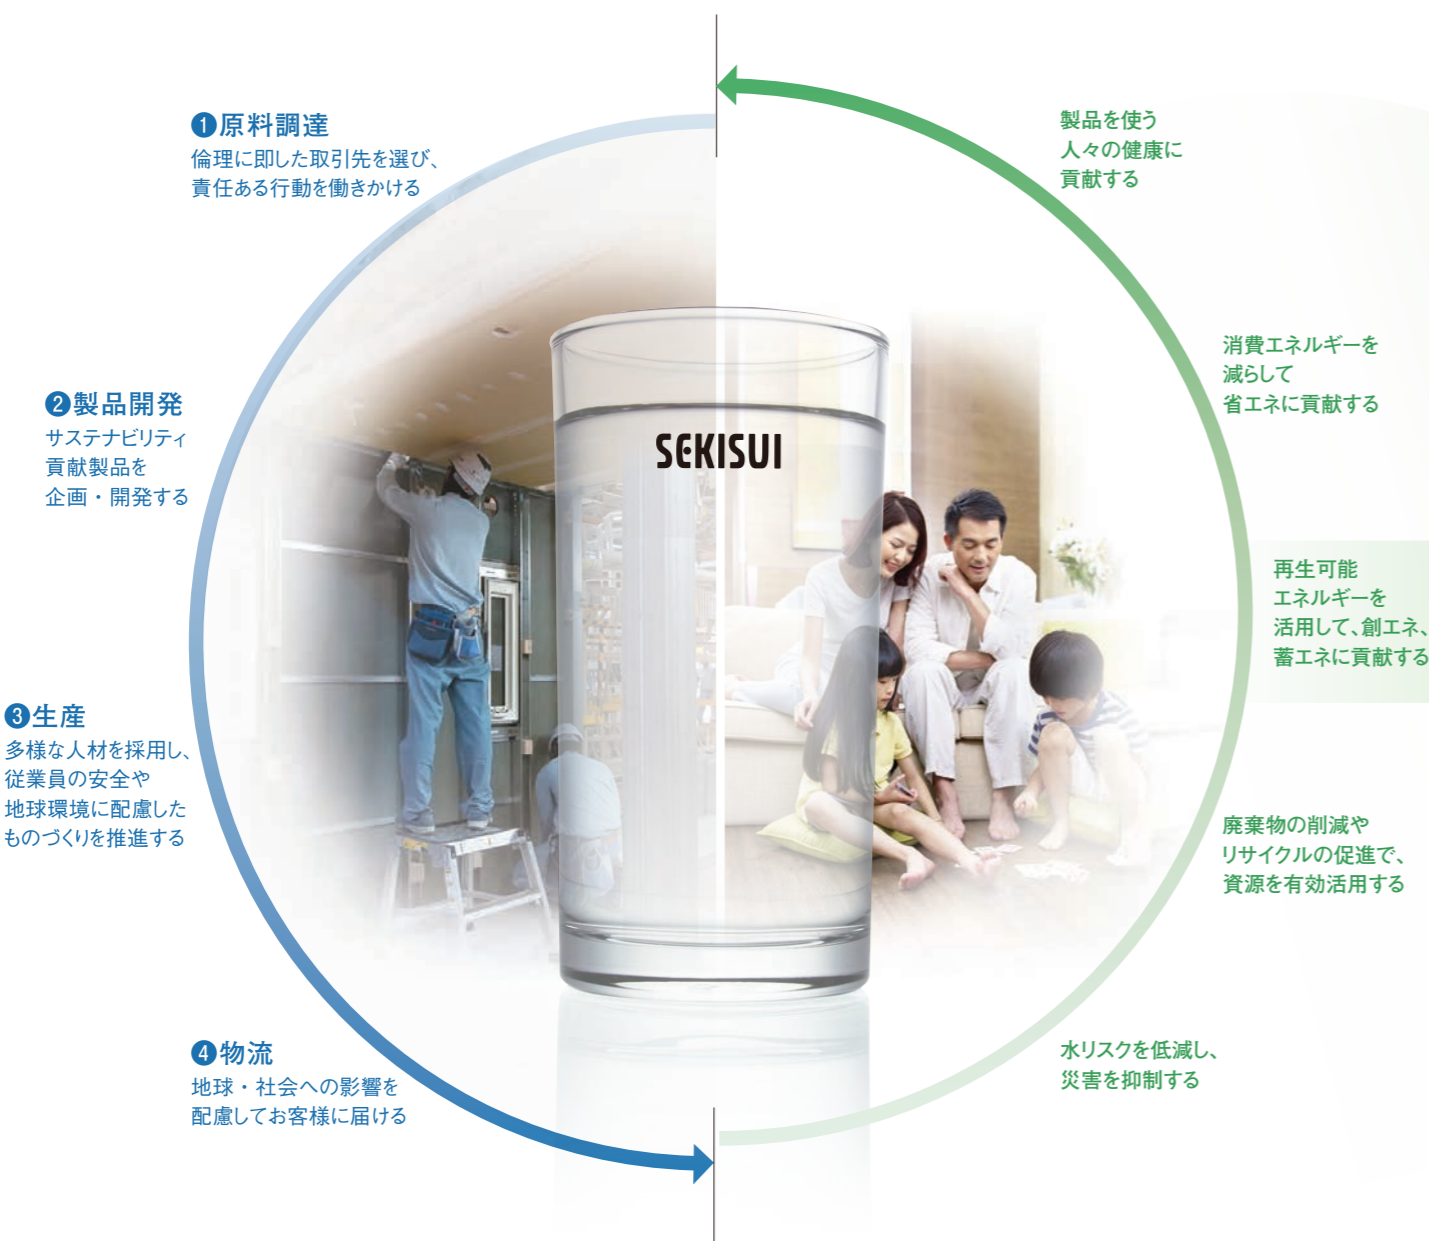 ❶原料調達
倫理に即した取引先を選び、
責任ある行動を働きかける
❷製品開発
サステナビリティ
貢献製品を
企画・開発する
❸生産
多様な人材を採用し、
従業員の安全や
地球環境に配慮した
ものづくりを推進する
❹物流
地球・社会への影響を
配慮してお客様に届ける
SEKISUI
製品を使う
人々の健康に
貢献する
消費エネルギーを
減らして
省エネに貢献する
再生可能
エネルギーを
活用して、創エネ、
蓄エネに貢献する
廃棄物の削減や
リサイクルの促進で、
資源を有効活用する
水リスクを低減し、
災害を抑制する